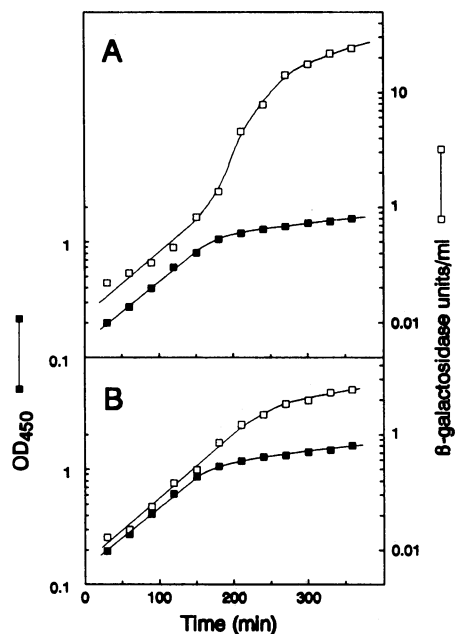 A
10
1
1
0.01
0.1
B
1
1
0.01
0.1
0 100 200 300
Time (min)
OD450
β-galactosidase units/ml